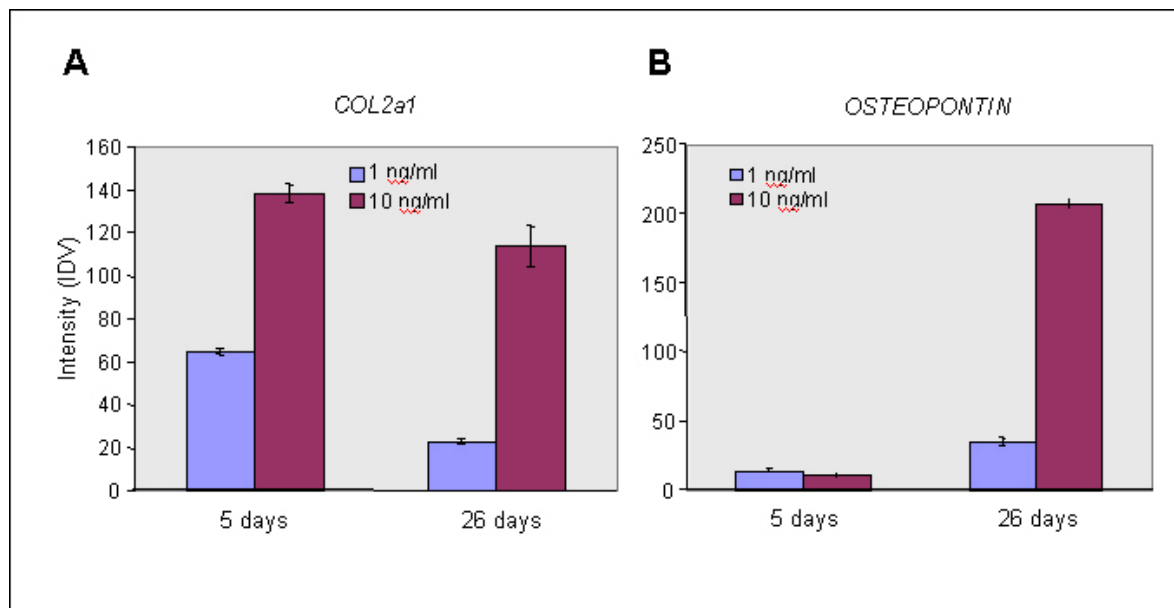 A
COL2a1
Intensity (IDV)
160
140
120
100
80
60
40
20
0
1 ng/ml
10 ng/ml
5 days
26 days
B
OSTEOPONTIN
250
200
150
100
50
0
1 ng/ml
10 ng/ml
5 days
26 days